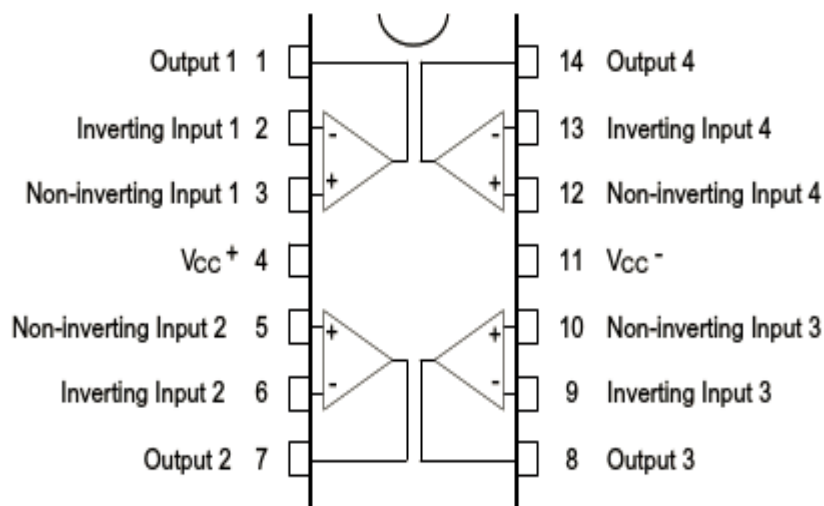 Output 1 1
14 Output 4
Inverting Input 1 2
-
-
13 Inverting Input 4
Non-inverting Input 1 3
+
+
12 Non-inverting Input 4
VCC+ 4
11 VCC-
Non-inverting Input 2 5
+
+
10 Non-inverting Input 3
Inverting Input 2 6
-
-
9 Inverting Input 3
Output 2 7
8 Output 3